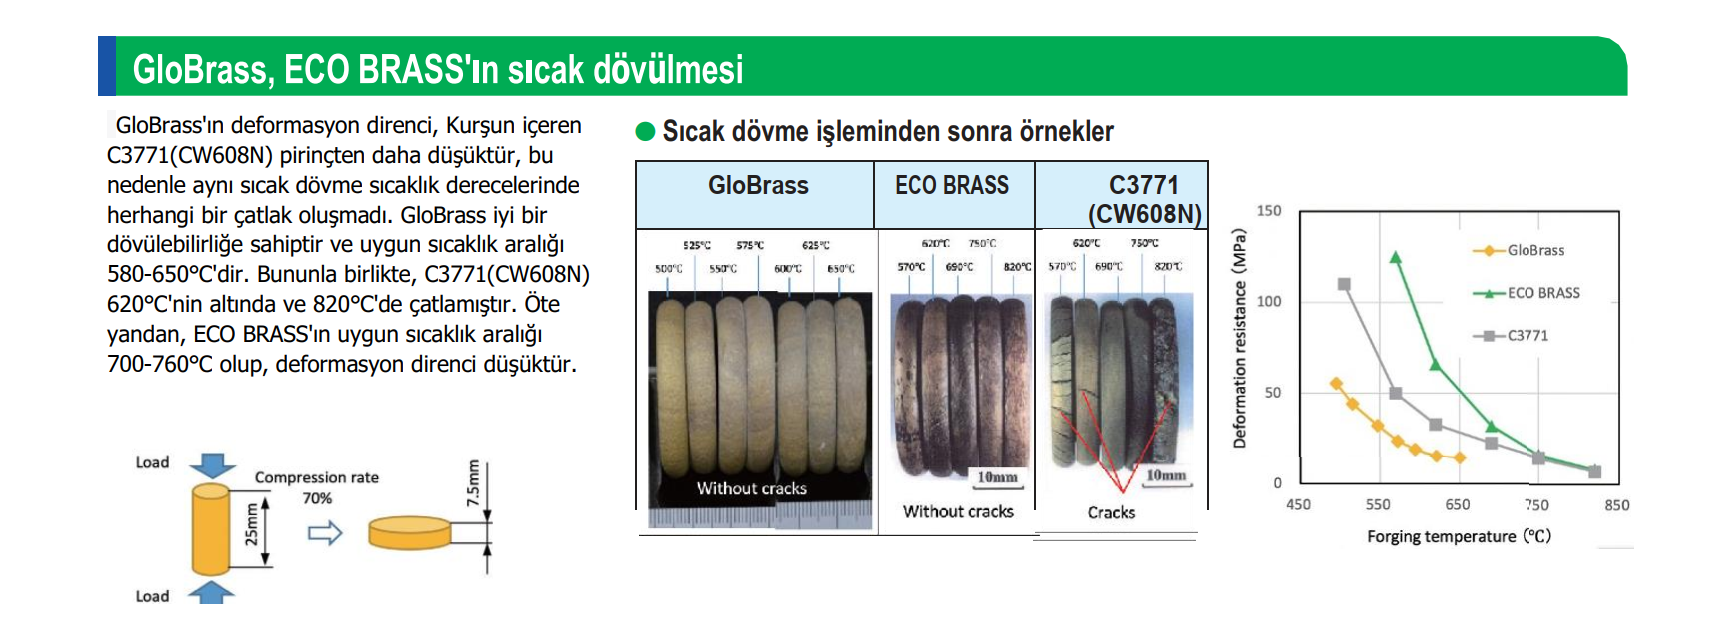 GloBrass, ECO BRASS'ın sıcak dövülmesi
GloBrass'ın deformasyon direnci, Kurşun içeren
C3771(CW608N) pirinçten daha düşüktür, bu
nedenle aynı sıcak dövme sıcaklık derecelerinde
herhangi bir çatlak oluşmadı. GloBrass iyi bir
dövülebilirliğe sahiptir ve uygun sıcaklık aralığı
580-650°C'dir. Bununla birlikte, C3771(CW608N)
620°C'nin altında ve 820°C'de çatlamıştır. Öte
yandan, ECO BRASS'ın uygun sıcaklık aralığı
700-760°C olup, deformasyon direnci düşüktür.
Load
Compression rate
70%
25mm
7.5mm
Load
Sıcak dövme işleminden sonra örnekler
GloBrass
ECO BRASS
C3771
(CW608N)
525°C 575°C 625°C
500°C 550°C 600°C 650°C
Without cracks
620°C 750°C
570°C 690°C 820°C
10mm
Without cracks
620°C 750°C
570°C 690°C 820°C
10mm
Cracks
Deformation resistance (MPa)
150
100
50
0
GloBrass
ECO BRASS
C3771
450 550 650 750 850
Forging temperature (°C)